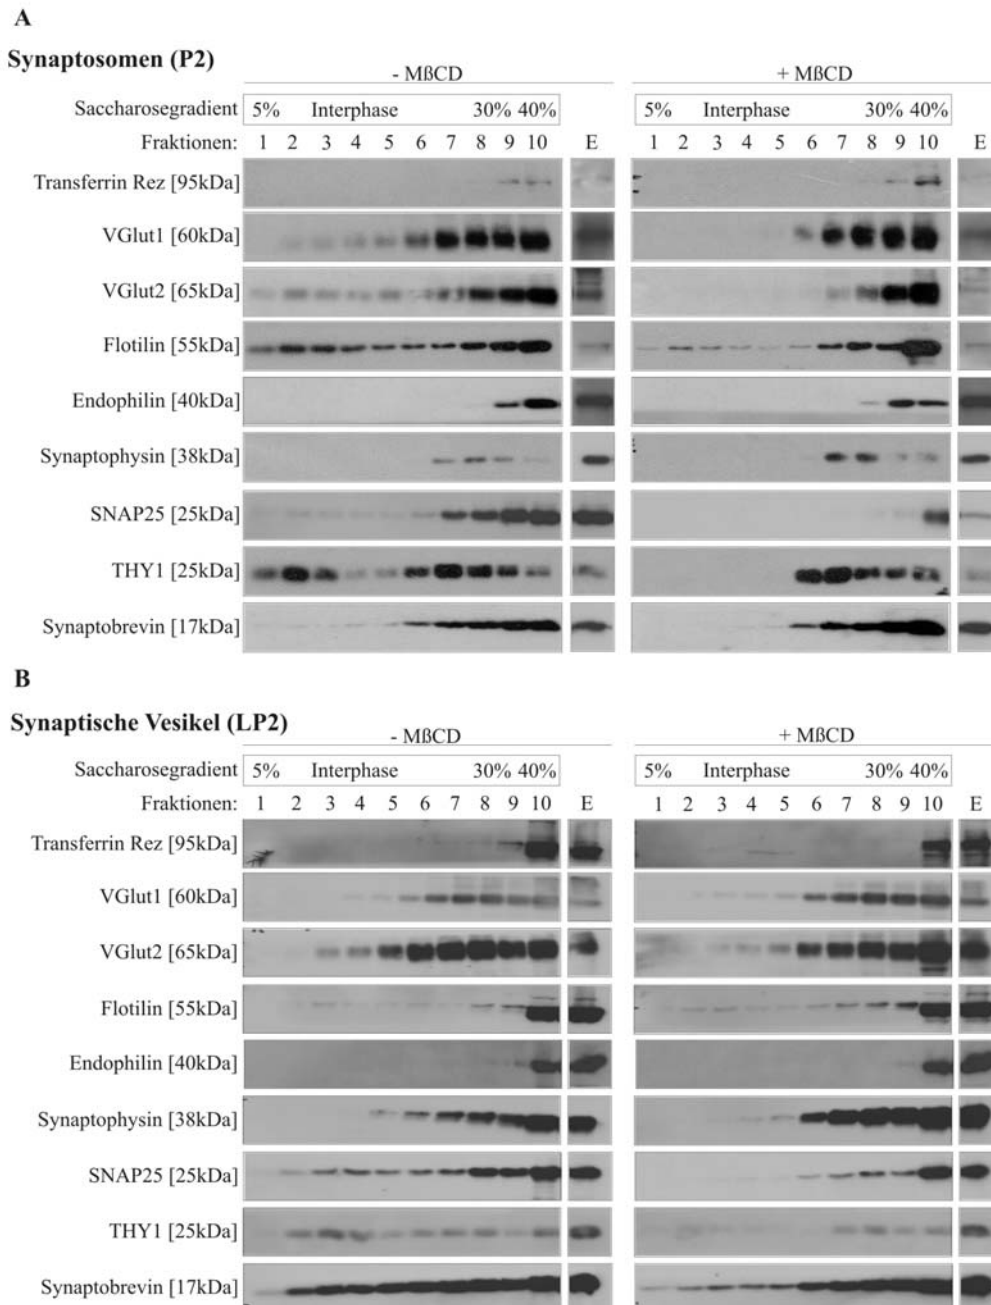 A
Synaptosomen (P2)
- MßCD + MßCD
Saccharosegradient 5% Interphase 30% 40% 5% Interphase 30% 40%
Fraktionen: 1 2 3 4 5 6 7 8 9 10 E 1 2 3 4 5 6 7 8 9 10 E
Transferrin Rez [95kDa]
VGlut1 [60kDa]
VGlut2 [65kDa]
Flotilin [55kDa]
Endophilin [40kDa]
Synaptophysin [38kDa]
SNAP25 [25kDa]
THY1 [25kDa]
Synaptobrevin [17kDa]
B
Synaptische Vesikel (LP2)
- MßCD + MßCD
Saccharosegradient 5% Interphase 30% 40% 5% Interphase 30% 40%
Fraktionen: 1 2 3 4 5 6 7 8 9 10 E 1 2 3 4 5 6 7 8 9 10 E
Transferrin Rez [95kDa]
VGlut1 [60kDa]
VGlut2 [65kDa]
Flotilin [55kDa]
Endophilin [40kDa]
Synaptophysin [38kDa]
SNAP25 [25kDa]
THY1 [25kDa]
Synaptobrevin [17kDa]